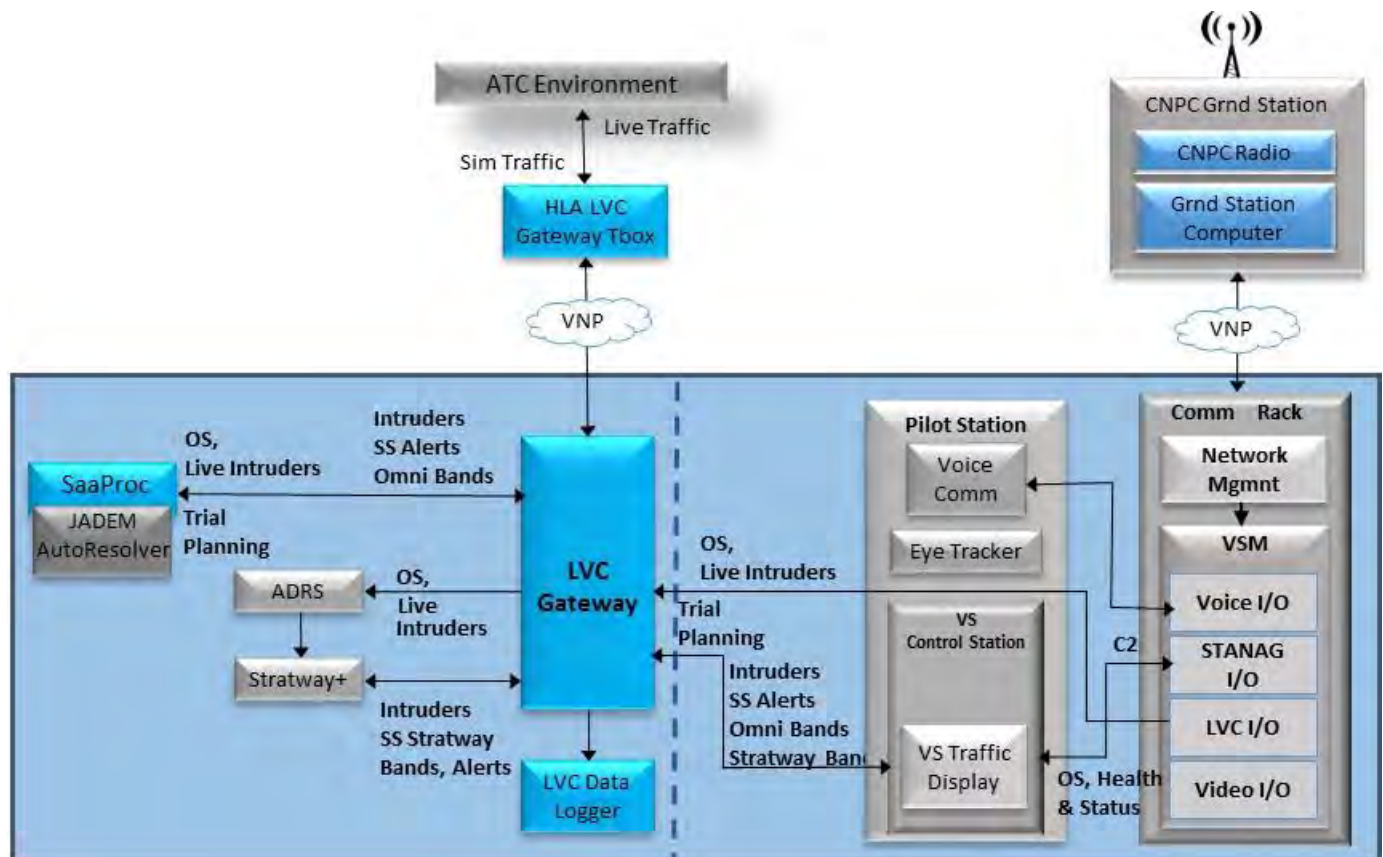 ATC Environment
Live Traffic
Sim Traffic
HLA LVC
Gateway Tbox
VNP
CNPC Grnd Station
CNPC Radio
Grnd Station
Computer
VNP
OS,
Live Intruders
Intruders
SS Alerts
Omni Bands
SaaProc
JADEM
AutoResolver
Trial
Planning
ADRS
OS,
Live
Intruders
Stratway+
Intruders
SS Stratway
Bands, Alerts
LVC
Gateway
LVC Data
Logger
OS,
Live Intruders
Trial
Planning
Intruders
SS Alerts
Omni Bands
Stratway Band
Pilot Station
Voice
Comm
Eye Tracker
VS
Control Station
VS Traffic
Display
C2
OS, Health
& Status
Comm Rack
Network
Mgmnt
VSM
Voice I/O
STANAG
I/O
LVC I/O
Video I/O